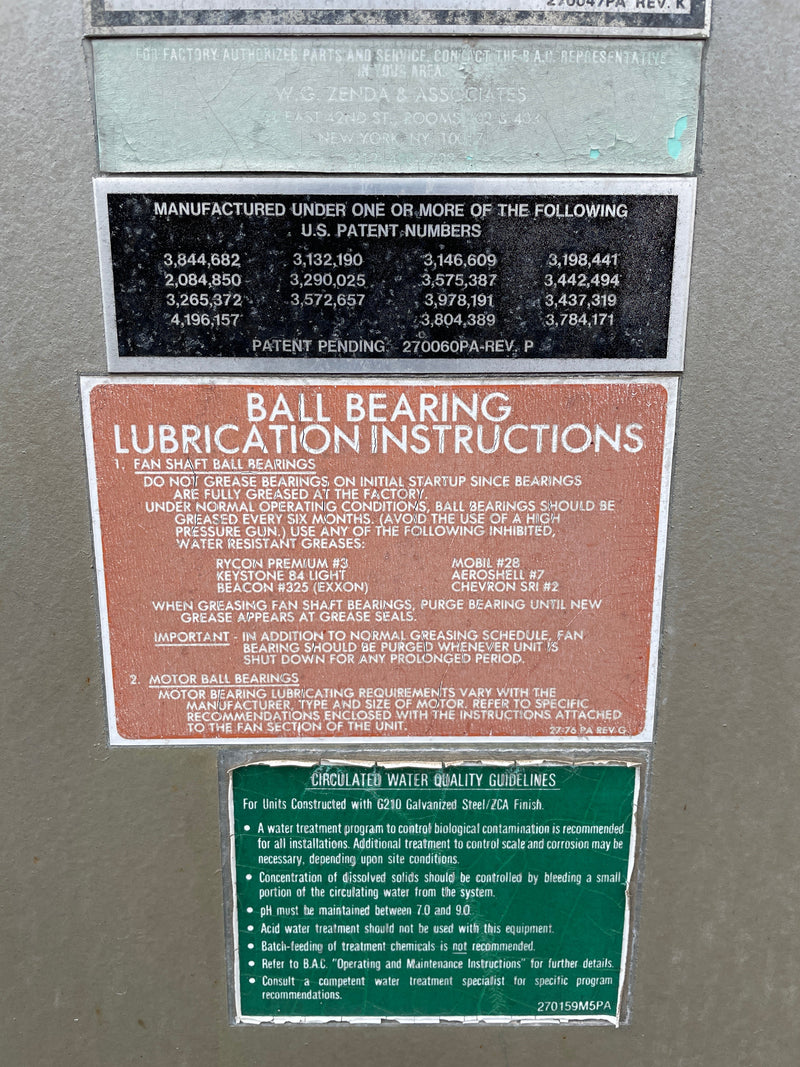 270047PA REV. K
FOR FACTORY AUTHORIZED PARTS AND SERVICE, CONTACT THE B.A.C. REPRESENTATIVE
IN YOUR AREA
W.G. ZENDA & ASSOCIATES
EAST 42ND ST., ROOMS & 403
NEW YORK, NY
MANUFACTURED UNDER ONE OR MORE OF THE FOLLOWING
U.S. PATENT NUMBERS
3,844,682 3,132,190 3,146,609 3,198,441
2,084,850 3,290,025 3,575,387 3,442,494
3,265,372 3,572,657 3,978,191 3,437,319
4,196,157 3,804,389 3,784,171
PATENT PENDING 270060PA-REV. P
BALL BEARING
LUBRICATION INSTRUCTIONS
1. FAN SHAFT BALL BEARINGS
DO NOT GREASE BEARINGS ON INITIAL STARTUP SINCE BEARINGS
ARE FULLY GREASED AT THE FACTORY.
UNDER NORMAL OPERATING CONDITIONS, BALL BEARINGS SHOULD BE
GREASED EVERY SIX MONTHS. (AVOID THE USE OF A HIGH
PRESSURE GUN.) USE ANY OF THE FOLLOWING INHIBITED,
WATER RESISTANT GREASES:
RYCON PREMIUM #3 MOBIL #28
KEYSTONE 84 LIGHT AEROSHELL #7
BEACON #325 (EXXON) CHEVRON SRI #2
WHEN GREASING FAN SHAFT BEARINGS, PURGE BEARING UNTIL NEW
GREASE APPEARS AT GREASE SEALS.
IMPORTANT - IN ADDITION TO NORMAL GREASING SCHEDULE, FAN
BEARING SHOULD BE PURGED WHENEVER UNIT IS
SHUT DOWN FOR ANY PROLONGED PERIOD.
2. MOTOR BALL BEARINGS
MOTOR BEARING LUBRICATING REQUIREMENTS VARY WITH THE
MANUFACTURER, TYPE AND SIZE OF MOTOR. REFER TO SPECIFIC
RECOMMENDATIONS ENCLOSED WITH THE INSTRUCTIONS ATTACHED
TO THE FAN SECTION OF THE UNIT.
PA REV G
CIRCULATED WATER QUALITY GUIDELINES
For Units Constructed with G210 Galvanized Steel/ZCA Finish.
• A water treatment program to control biological contamination is recommended
for all installations. Additional treatment to control scale and corrosion may be
necessary, depending upon site conditions.
• Concentration of dissolved solids should be controlled by bleeding a small
portion of the circulating water from the system.
• pH must be maintained between 7.0 and 9.0
• Acid water treatment should not be used with this equipment.
• Batch-feeding of treatment chemicals is not recommended.
• Refer to B.A.C. "Operating and Maintenance Instructions" for further details.
• Consult a competent water treatment specialist for specific program
recommendations.
270159M5PA